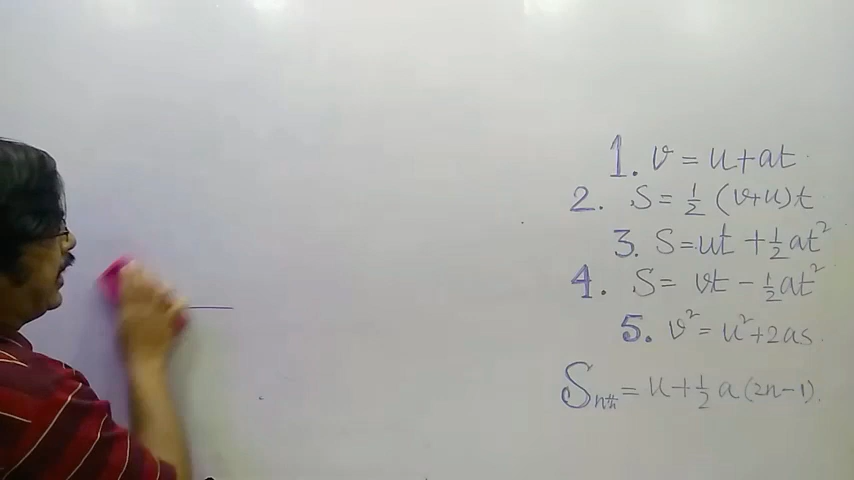 1. v = u + at
2. S = 1/2 (v+u) t
3. S = ut + 1/2 at²
4. S = vt - 1/2 at²
5. v² = u² + 2as.
Snth = u + 1/2 a (2n-1).